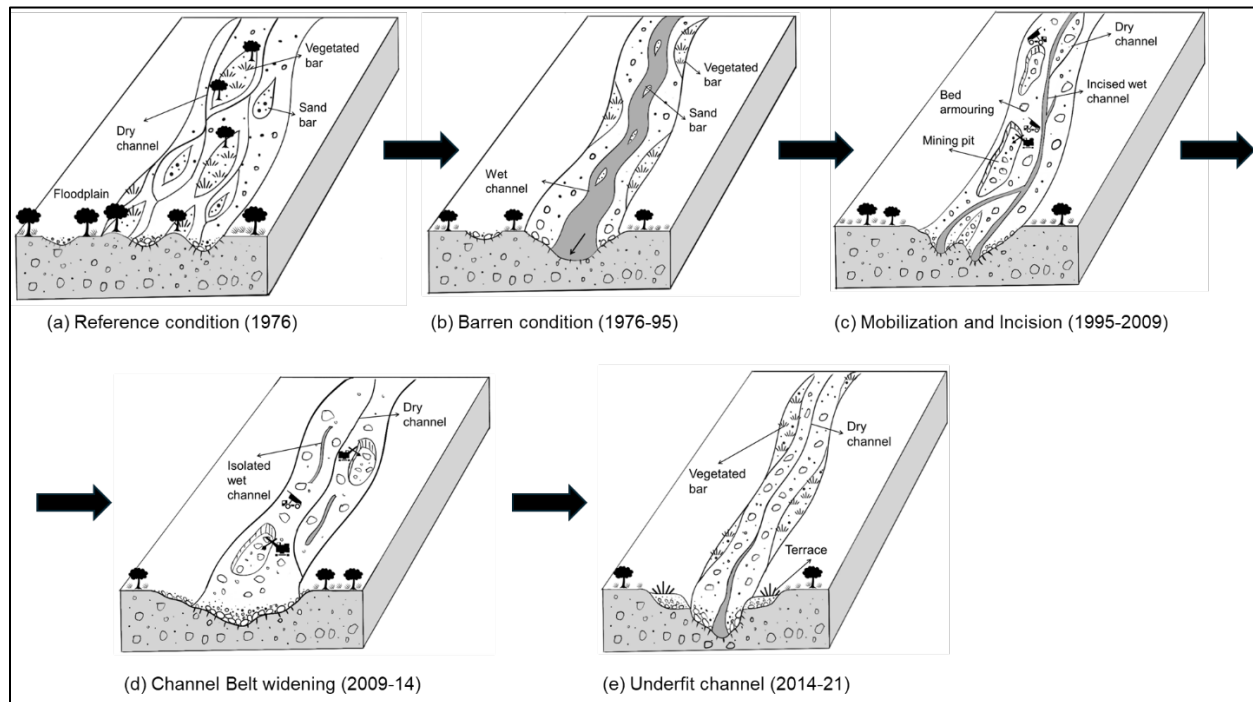 Vegetated
bar
Sand
bar
Dry
channel
Floodplain
(a) Reference condition (1976)
Vegetated
bar
Sand
bar
Wet
channel
(b) Barren condition (1976-95)
Dry
channel
Incised wet
channel
Bed
armouring
Mining pit
(c) Mobilization and Incision (1995-2009)
Dry
channel
Isolated
wet
channel
(d) Channel Belt widening (2009-14)
Dry
channel
Vegetated
bar
Terrace
(e) Underfit channel (2014-21)